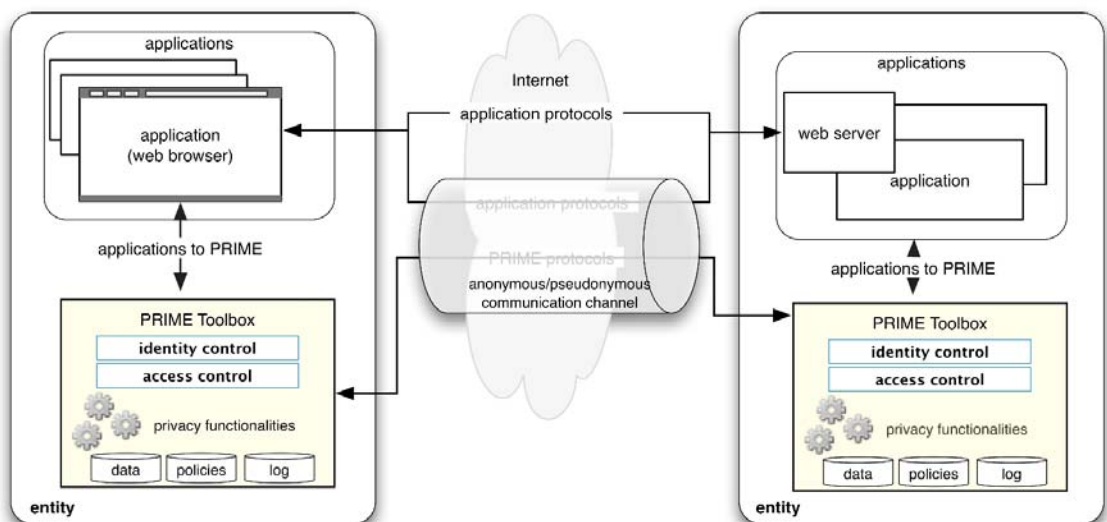 applications
application
(web browser)
applications to PRIME
PRIME Toolbox
identity control
access control
privacy functionalities
data
policies
log
entity
Internet
application protocols
application protocols
PRIME protocols
anonymous/pseudonymous
communication channel
applications
web server
application
applications to PRIME
PRIME Toolbox
identity control
access control
privacy functionalities
data
policies
log
entity